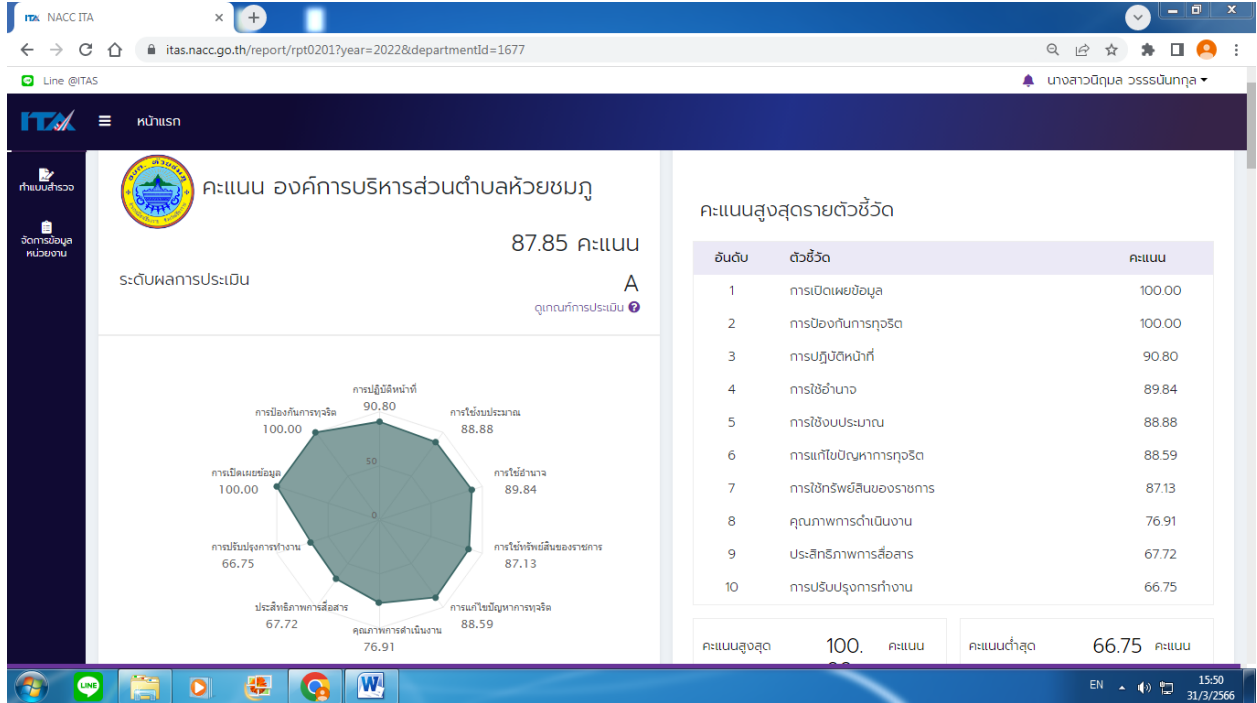 NACC ITA
itas.nacc.go.th/report/rpt0201?year=2022&departmentId=1677
Line @ITAS
นางสาวนิฤมล วรรธนันทกุล
ITA
หน้าแรก
ทำแบบสำรวจ
จัดการข้อมูล
หน่วยงาน
คะแนน องค์การบริหารส่วนตำบลห้วยชมภู
87.85 คะแนน
ระดับผลการประเมิน
A
ดูเกณฑ์การประเมิน
การปฏิบัติหน้าที่
90.80
การป้องกันการทุจริต
100.00
การใช้งบประมาณ
88.88
การเปิดเผยข้อมูล
100.00
50
การใช้อำนาจ
89.84
0
การปรับปรุงการทำงาน
66.75
การใช้ทรัพย์สินของราชการ
87.13
ประสิทธิภาพการสื่อสาร
67.72
การแก้ไขปัญหาการทุจริต
88.59
คุณภาพการดำเนินงาน
76.91
คะแนนสูงสุดรายตัวชี้วัด
อันดับ ตัวชี้วัด คะแนน
1 การเปิดเผยข้อมูล 100.00
2 การป้องกันการทุจริต 100.00
3 การปฏิบัติหน้าที่ 90.80
4 การใช้อำนาจ 89.84
5 การใช้งบประมาณ 88.88
6 การแก้ไขปัญหาการทุจริต 88.59
7 การใช้ทรัพย์สินของราชการ 87.13
8 คุณภาพการดำเนินงาน 76.91
9 ประสิทธิภาพการสื่อสาร 67.72
10 การปรับปรุงการทำงาน 66.75
คะแนนสูงสุด 100. คะแนน
คะแนนต่ำสุด 66.75 คะแนน
LINE
EN
15:50
31/3/2566